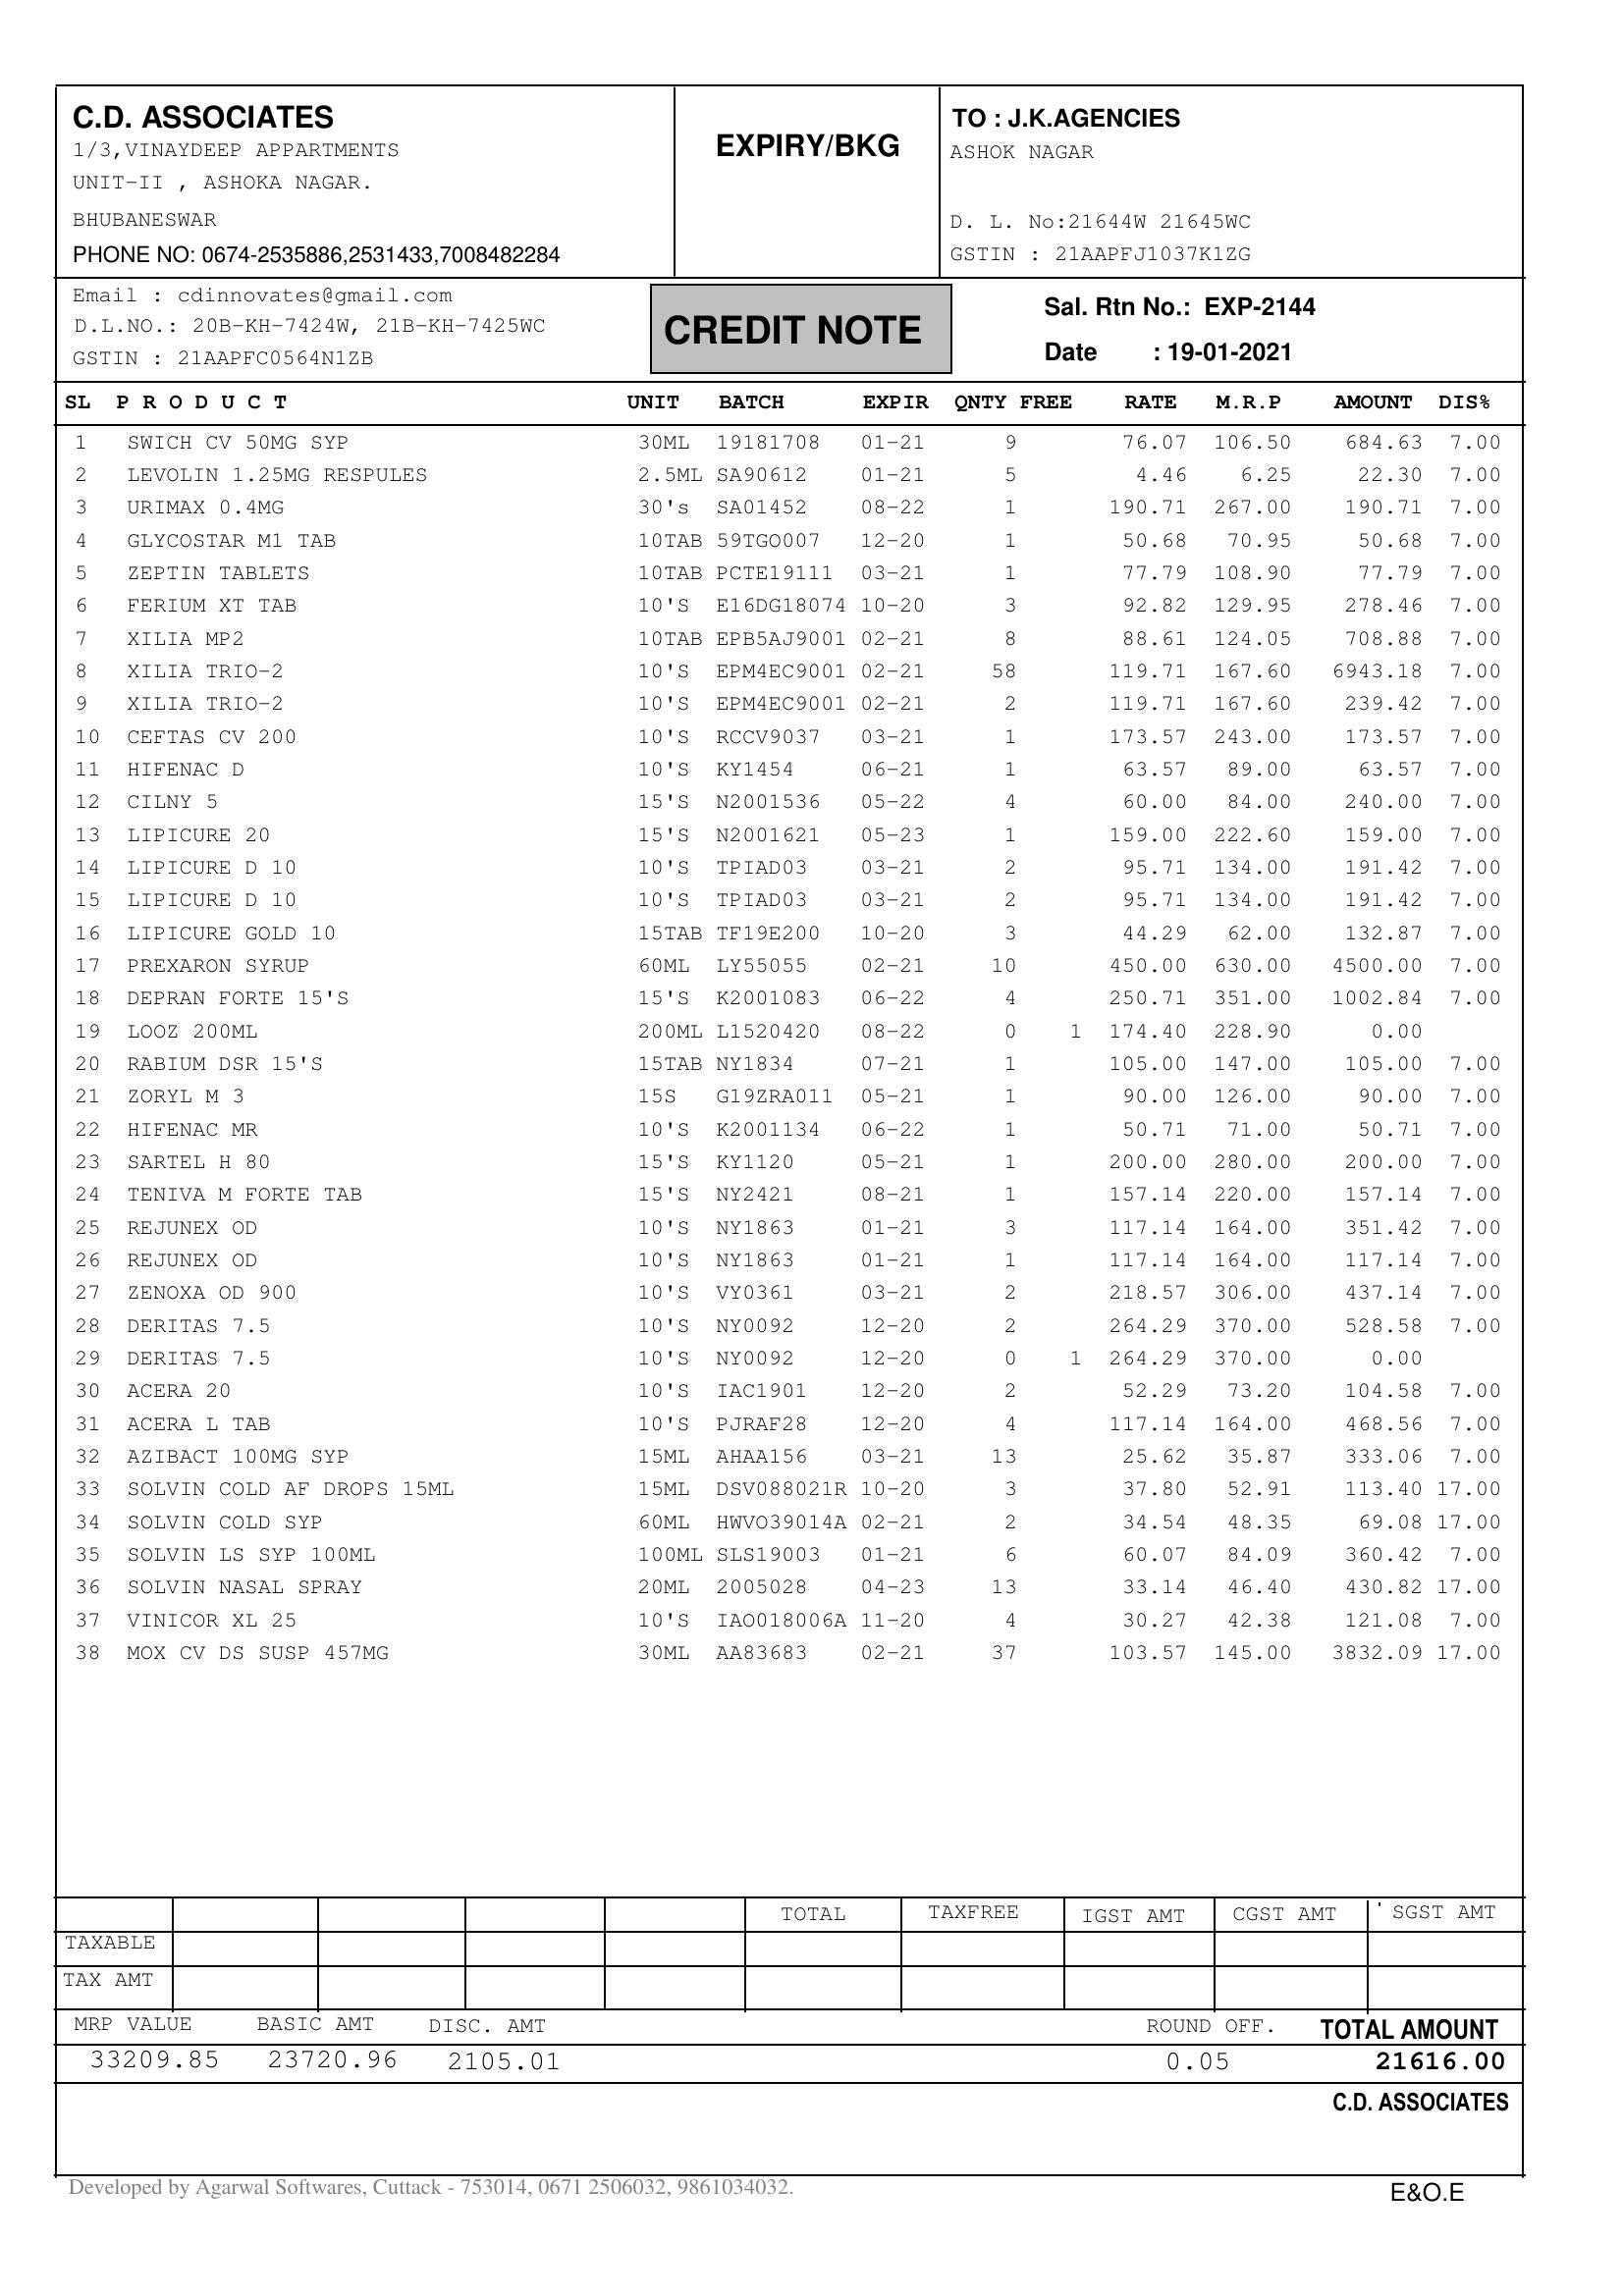 C.D. ASSOCIATES
1/3,VINAYDEEP APPARTMENTS
UNIT-II , ASHOKA NAGAR.
BHUBANESWAR
PHONE NO: 0674-2535886,2531433,7008482284
EXPIRY/BKG
TO : J.K.AGENCIES
ASHOK NAGAR
D. L. No:21644W 21645WC
GSTIN : 21AAPFJ1037K1ZG
Email : cdinnovates@gmail.com
D.L.NO.: 20B-KH-7424W, 21B-KH-7425WC
GSTIN : 21AAPFC0564N1ZB
CREDIT NOTE
Sal. Rtn No.: EXP-2144
Date : 19-01-2021
SL P R O D U C T UNIT BATCH EXPIR QNTY FREE RATE M.R.P AMOUNT DIS%
1 SWICH CV 50MG SYP 30ML 19181708 01-21 9 76.07 106.50 684.63 7.00
2 LEVOLIN 1.25MG RESPULES 2.5ML SA90612 01-21 5 4.46 6.25 22.30 7.00
3 URIMAX 0.4MG 30's SA01452 08-22 1 190.71 267.00 190.71 7.00
4 GLYCOSTAR M1 TAB 10TAB 59TGO007 12-20 1 50.68 70.95 50.68 7.00
5 ZEPTIN TABLETS 10TAB PCTE19111 03-21 1 77.79 108.90 77.79 7.00
6 FERIUM XT TAB 10'S E16DG18074 10-20 3 92.82 129.95 278.46 7.00
7 XILIA MP2 10TAB EPB5AJ9001 02-21 8 88.61 124.05 708.88 7.00
8 XILIA TRIO-2 10'S EPM4EC9001 02-21 58 119.71 167.60 6943.18 7.00
9 XILIA TRIO-2 10'S EPM4EC9001 02-21 2 119.71 167.60 239.42 7.00
10 CEFTAS CV 200 10'S RCCV9037 03-21 1 173.57 243.00 173.57 7.00
11 HIFENAC D 10'S KY1454 06-21 1 63.57 89.00 63.57 7.00
12 CILNY 5 15'S N2001536 05-22 4 60.00 84.00 240.00 7.00
13 LIPICURE 20 15'S N2001621 05-23 1 159.00 222.60 159.00 7.00
14 LIPICURE D 10 10'S TPIAD03 03-21 2 95.71 134.00 191.42 7.00
15 LIPICURE D 10 10'S TPIAD03 03-21 2 95.71 134.00 191.42 7.00
16 LIPICURE GOLD 10 15TAB TF19E200 10-20 3 44.29 62.00 132.87 7.00
17 PREXARON SYRUP 60ML LY55055 02-21 10 450.00 630.00 4500.00 7.00
18 DEPRAN FORTE 15'S 15'S K2001083 06-22 4 250.71 351.00 1002.84 7.00
19 LOOZ 200ML 200ML L1520420 08-22 0 1 174.40 228.90 0.00
20 RABIUM DSR 15'S 15TAB NY1834 07-21 1 105.00 147.00 105.00 7.00
21 ZORYL M 3 15S G19ZRA011 05-21 1 90.00 126.00 90.00 7.00
22 HIFENAC MR 10'S K2001134 06-22 1 50.71 71.00 50.71 7.00
23 SARTEL H 80 15'S KY1120 05-21 1 200.00 280.00 200.00 7.00
24 TENIVA M FORTE TAB 15'S NY2421 08-21 1 157.14 220.00 157.14 7.00
25 REJUNEX OD 10'S NY1863 01-21 3 117.14 164.00 351.42 7.00
26 REJUNEX OD 10'S NY1863 01-21 1 117.14 164.00 117.14 7.00
27 ZENOXA OD 900 10'S VY0361 03-21 2 218.57 306.00 437.14 7.00
28 DERITAS 7.5 10'S NY0092 12-20 2 264.29 370.00 528.58 7.00
29 DERITAS 7.5 10'S NY0092 12-20 0 1 264.29 370.00 0.00
30 ACERA 20 10'S IAC1901 12-20 2 52.29 73.20 104.58 7.00
31 ACERA L TAB 10'S PJRAF28 12-20 4 117.14 164.00 468.56 7.00
32 AZIBACT 100MG SYP 15ML AHAA156 03-21 13 25.62 35.87 333.06 7.00
33 SOLVIN COLD AF DROPS 15ML 15ML DSV088021R 10-20 3 37.80 52.91 113.40 17.00
34 SOLVIN COLD SYP 60ML HWVO39014A 02-21 2 34.54 48.35 69.08 17.00
35 SOLVIN LS SYP 100ML 100ML SLS19003 01-21 6 60.07 84.09 360.42 7.00
36 SOLVIN NASAL SPRAY 20ML 2005028 04-23 13 33.14 46.40 430.82 17.00
37 VINICOR XL 25 10'S IAO018006A 11-20 4 30.27 42.38 121.08 7.00
38 MOX CV DS SUSP 457MG 30ML AA83683 02-21 37 103.57 145.00 3832.09 17.00
TOTAL TAXFREE IGST AMT CGST AMT ' SGST AMT
TAXABLE
TAX AMT
MRP VALUE BASIC AMT DISC. AMT ROUND OFF. TOTAL AMOUNT
33209.85 23720.96 2105.01 0.05 21616.00
C.D. ASSOCIATES
Developed by Agarwal Softwares, Cuttack - 753014, 0671 2506032, 9861034032.
E&O.E